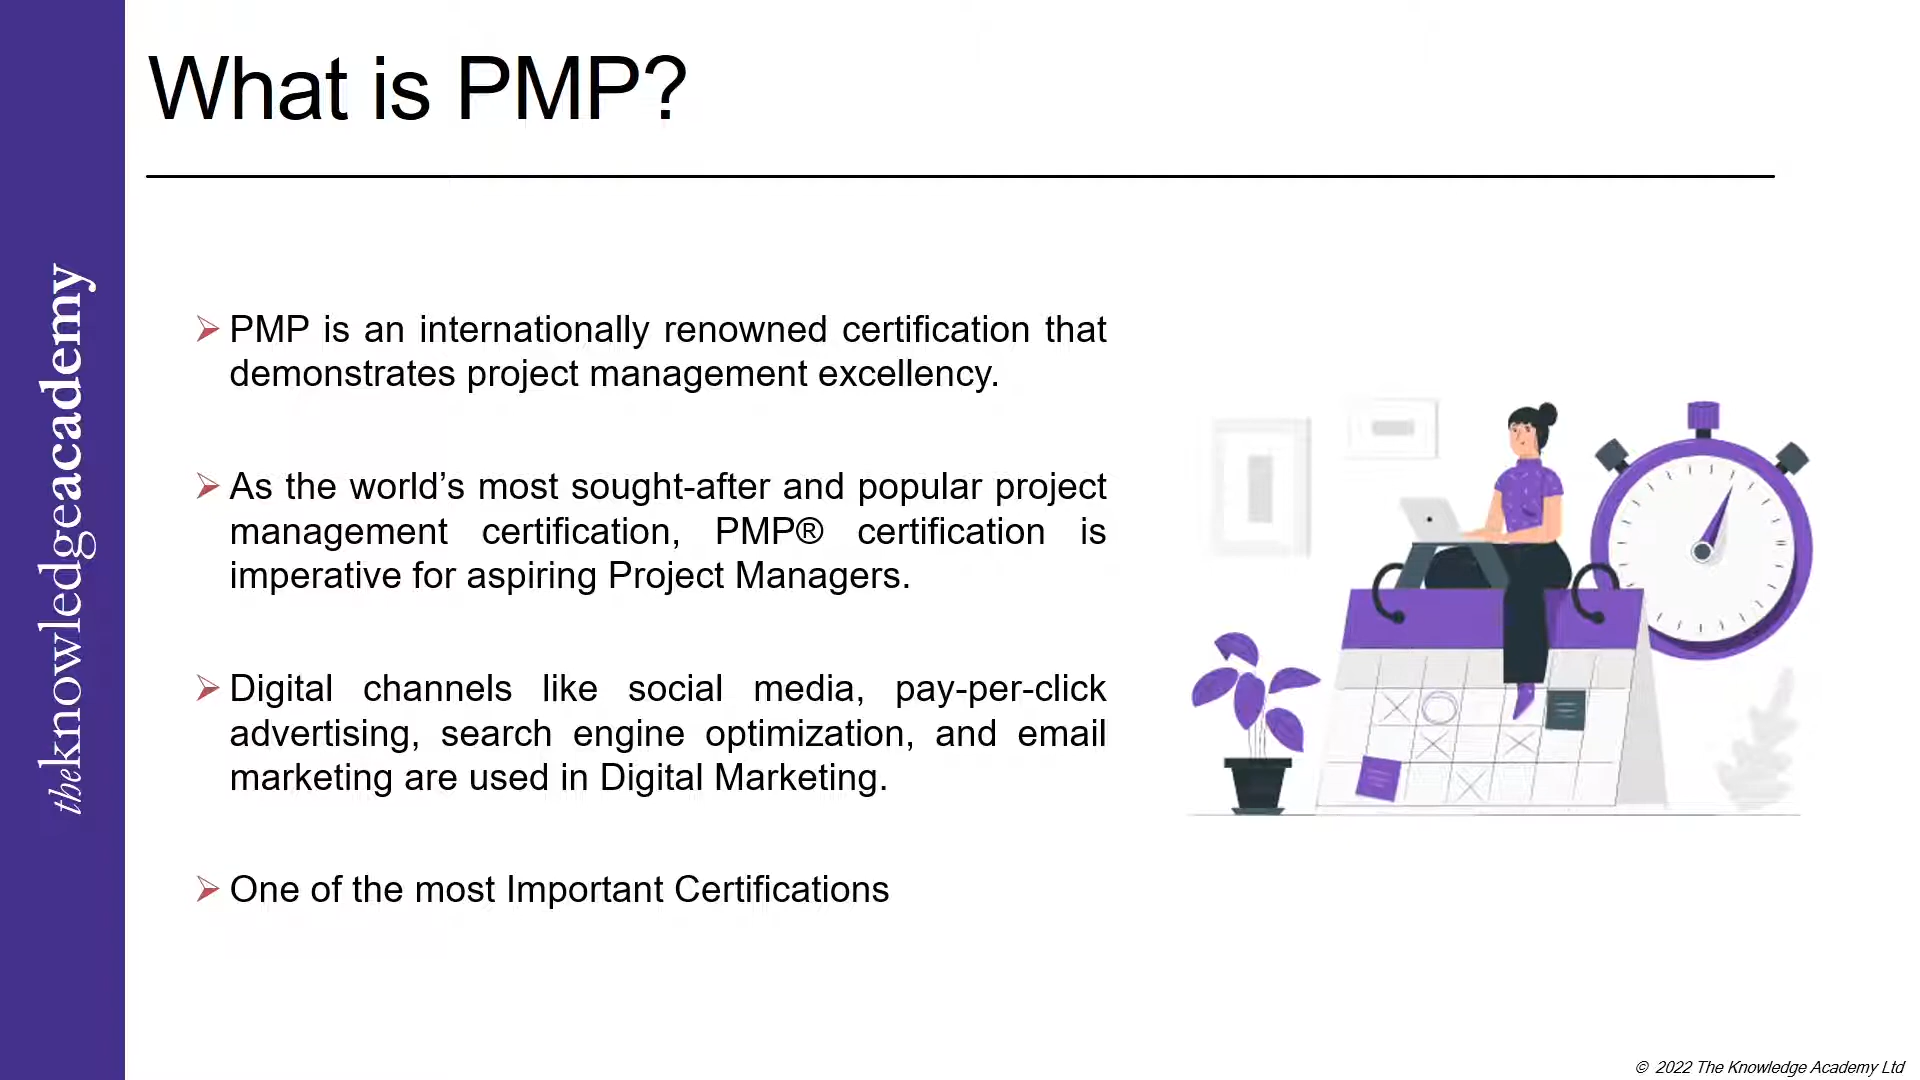 What is PMP?
theknowledgeacademy
PMP is an internationally renowned certification that
demonstrates project management excellency.
As the world’s most sought-after and popular project
management certification, PMP® certification is
imperative for aspiring Project Managers.
Digital channels like social media, pay-per-click
advertising, search engine optimization, and email
marketing are used in Digital Marketing.
One of the most Important Certifications
© 2022 The Knowledge Academy Ltd